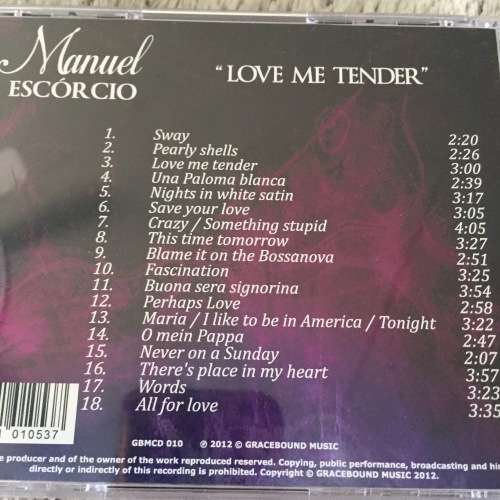 Manuel
ESCÓRCIO
"LOVE ME TENDER"
1. Sway 2:20
2. Pearly shells 2:26
3. Love me tender 3:00
4. Una Paloma blanca 2:39
5. Nights in white satin 3:17
6. Save your love 3:05
7. Crazy / Something stupid 4:05
8. This time tomorrow 3:27
9. Blame it on the Bossanova 2:51
10. Fascination 3:25
11. Buona sera signorina 3:54
12. Perhaps Love 2:58
13. Maria / I like to be in America / Tonight 3:22
14. O mein Pappa 2:47
15. Never on a Sunday 2:07
16. There's place in my heart 3:57
17. Words 3:23
18. All for love 3:35
010537
GBMCD 010 ℗ 2012 © GRACEBOUND MUSIC
e producer and of the owner of the work reproduced reserved. Copying, public performance, broadcasting and hi
directly or indirectly of this recording is prohibited. Copyright © GRACEBOUND MUSIC 2012.